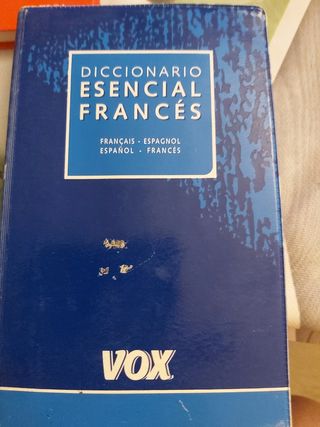 DICCIONARIO
ESENCIAL
FRANCÉS
FRANÇAIS - ESPAGNOL
ESPAÑOL - FRANCÉS
VOX